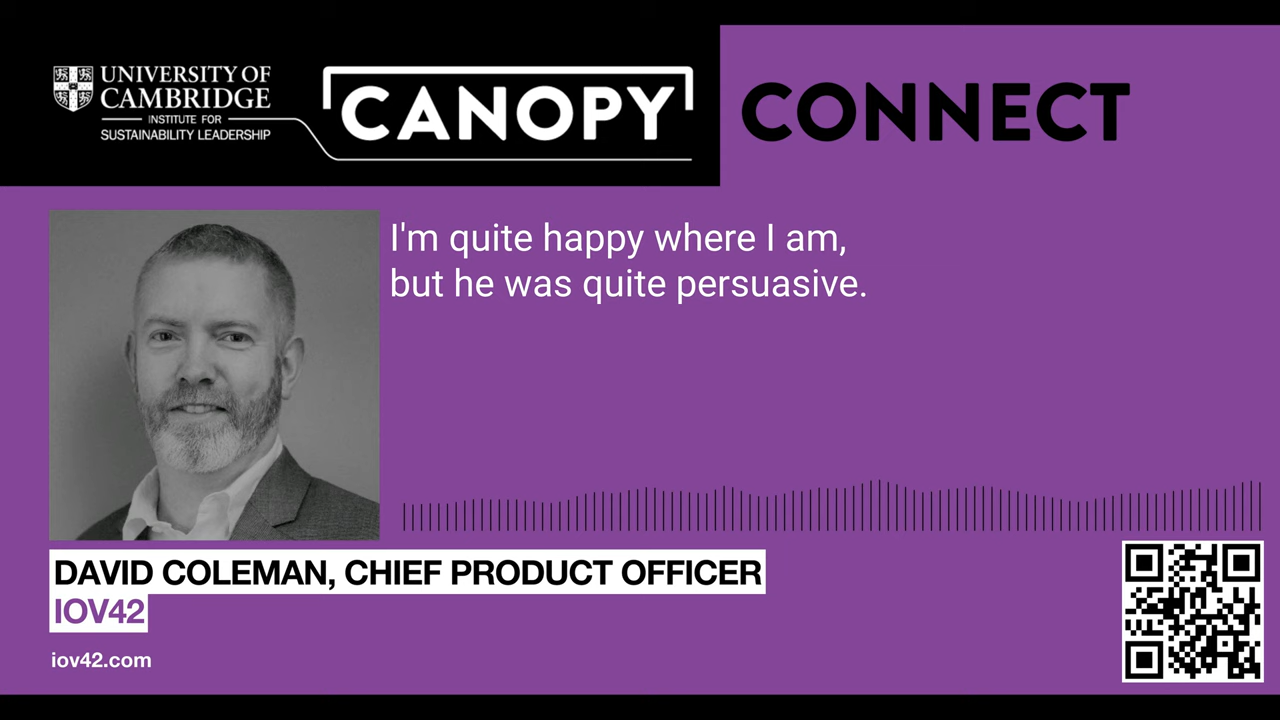 UNIVERSITY OF
CAMBRIDGE
INSTITUTE FOR
SUSTAINABILITY LEADERSHIP
CANOPY
CONNECT
I'm quite happy where I am,
but he was quite persuasive.
DAVID COLEMAN, CHIEF PRODUCT OFFICER
IOV42
iov42.com